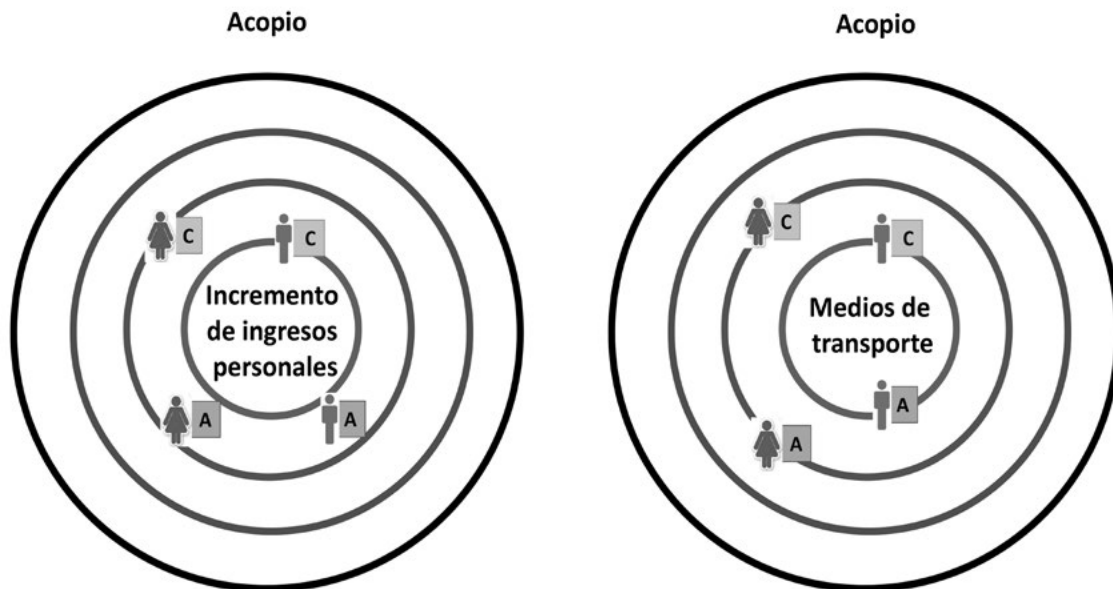 Acopio
C
C
Incremento
de ingresos
personales
A
A
Acopio
C
C
Medios de
transporte
A
A